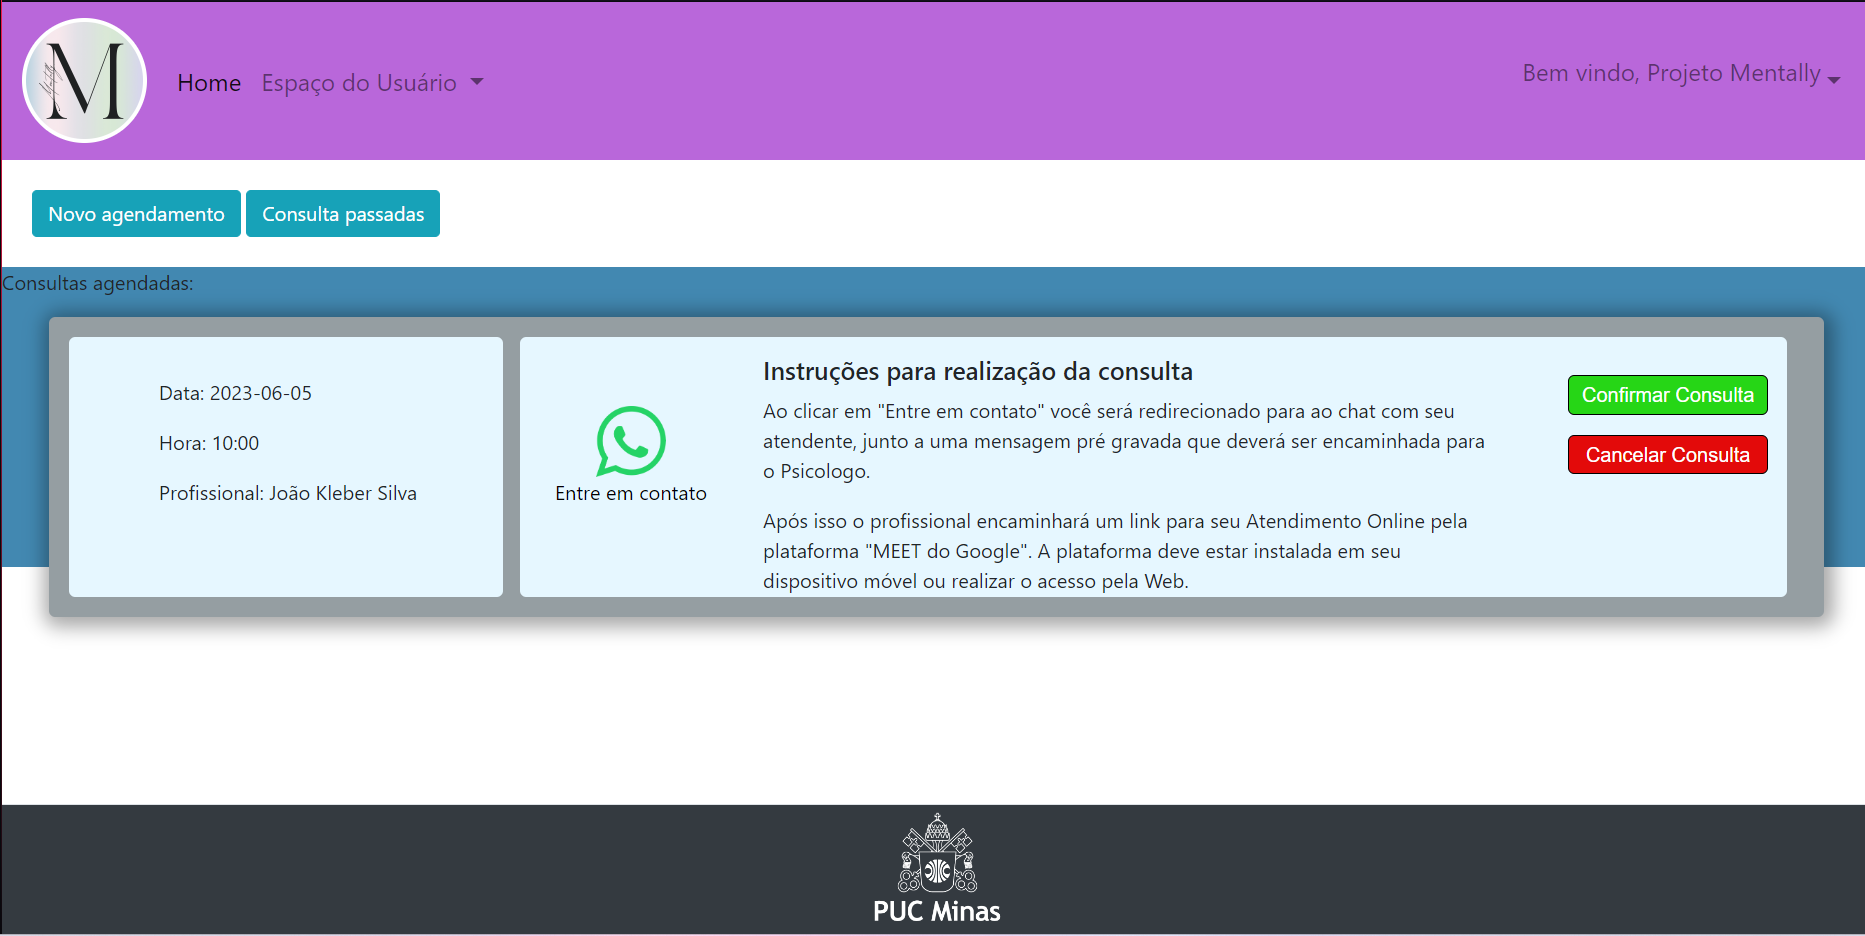 M
Home Espaço do Usuário
Bem vindo, Projeto Mentally
Novo agendamento Consulta passadas
Consultas agendadas:
Data: 2023-06-05
Hora: 10:00
Profissional: João Kleber Silva
Entre em contato
Instruções para realização da consulta
Ao clicar em "Entre em contato" você será redirecionado para ao chat com seu
atendente, junto a uma mensagem pré gravada que deverá ser encaminhada para
o Psicologo.
Após isso o profissional encaminhará um link para seu Atendimento Online pela
plataforma "MEET do Google". A plataforma deve estar instalada em seu
dispositivo móvel ou realizar o acesso pela Web.
Confirmar Consulta
Cancelar Consulta
PUC Minas